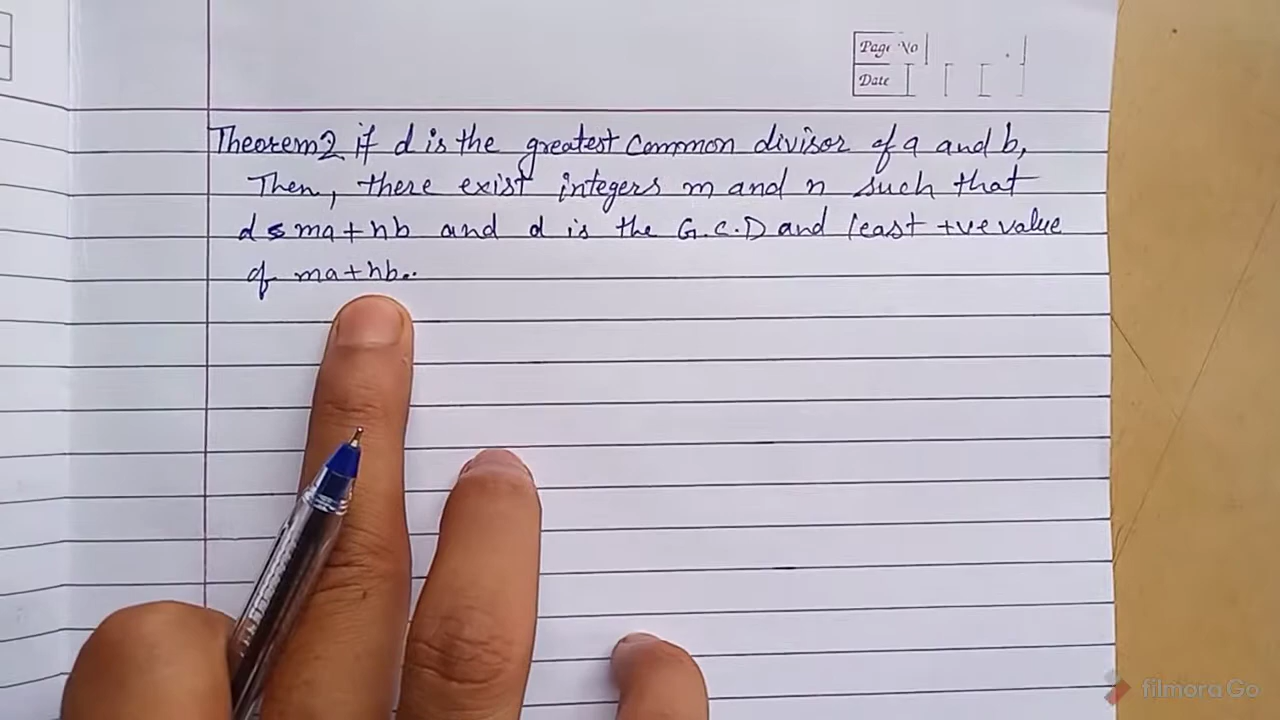 Page No
Date
Theorem2 if d is the greatest common divisor of a and b,
Then, there exist integers m and n such that
d = ma + nb and d is the G.C.D and least +ve value
of ma + nb..
filmora Go